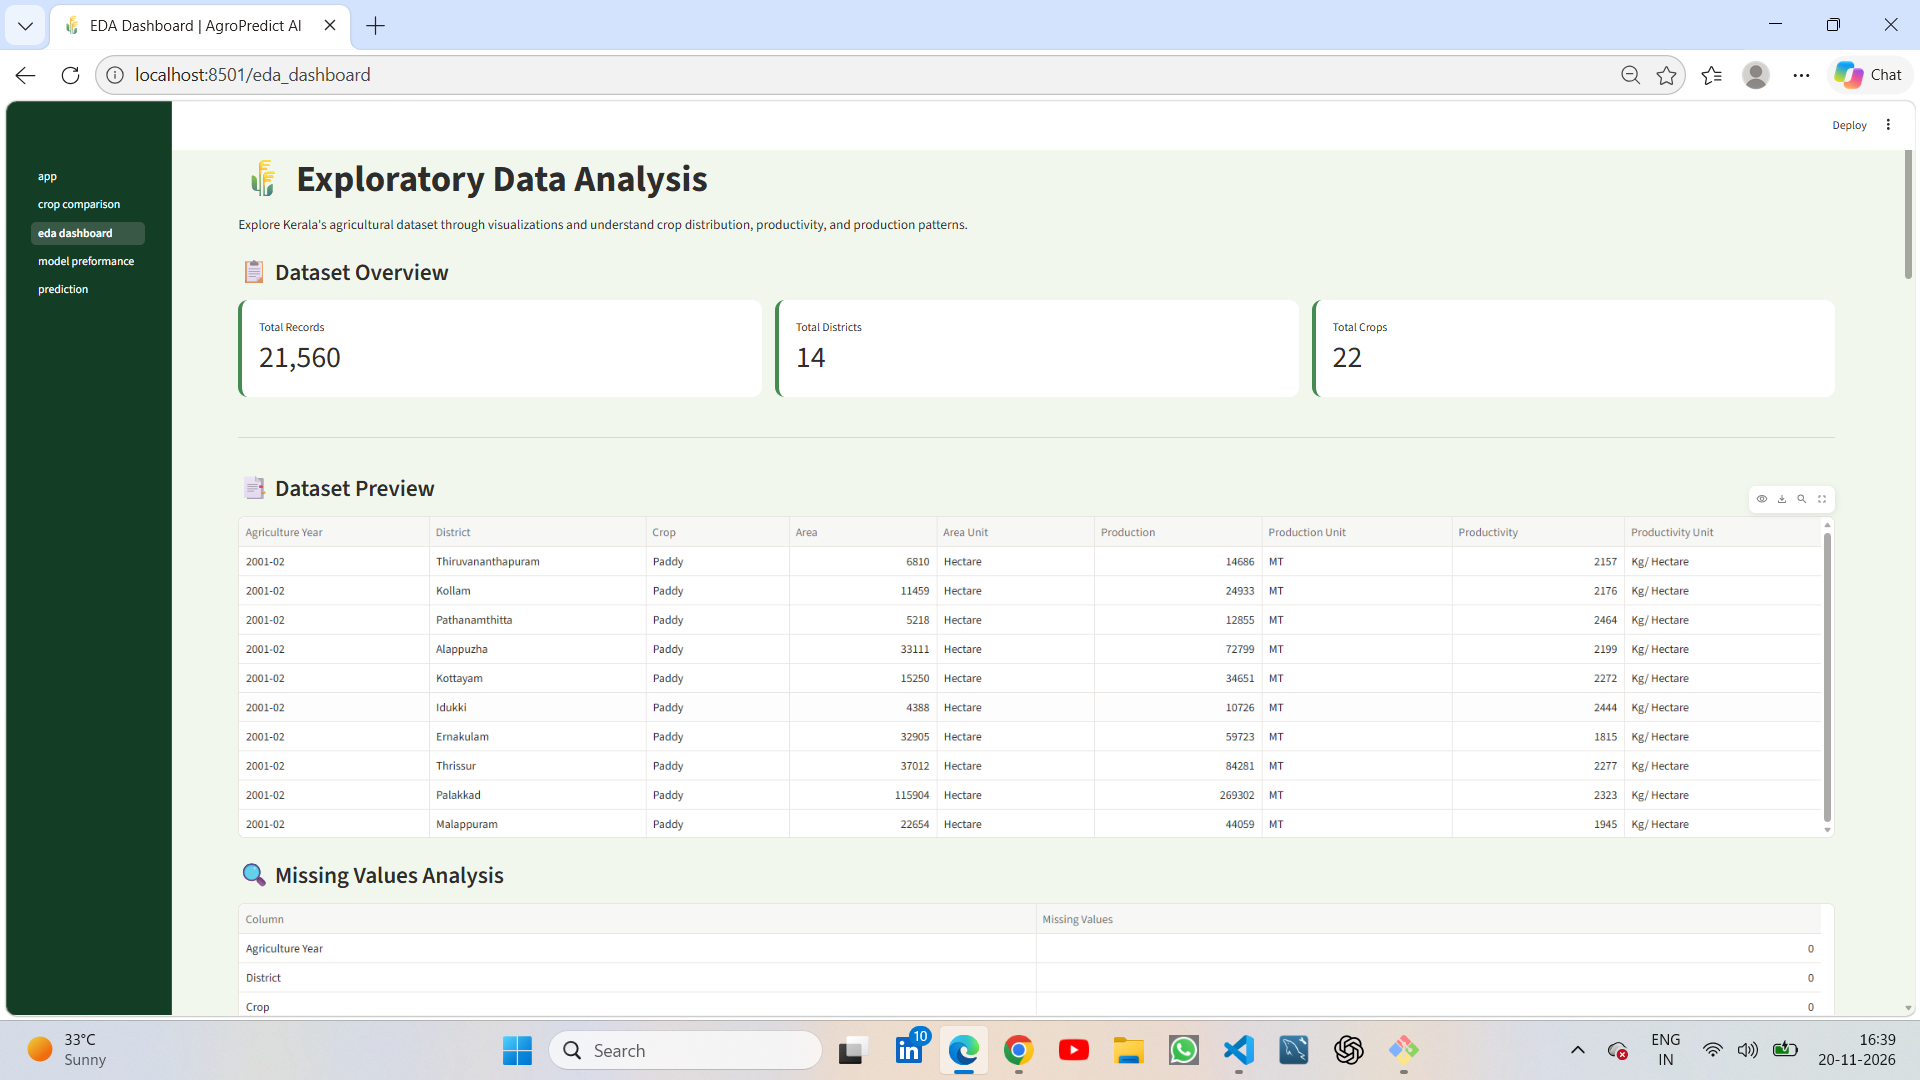 EDA Dashboard | AgroPredict AI
localhost:8501/eda_dashboard
Chat
Deploy
app
crop comparison
eda dashboard
model preformance
prediction
Exploratory Data Analysis
Explore Kerala's agricultural dataset through visualizations and understand crop distribution, productivity, and production patterns.
Dataset Overview
Total Records
21,560
Total Districts
14
Total Crops
22
Dataset Preview
Agriculture Year District Crop Area Area Unit Production Production Unit Productivity Productivity Unit
2001-02 Thiruvananthapuram Paddy 6810 Hectare 14686 MT 2157 Kg/ Hectare
2001-02 Kollam Paddy 11459 Hectare 24933 MT 2176 Kg/ Hectare
2001-02 Pathanamthitta Paddy 5218 Hectare 12855 MT 2464 Kg/ Hectare
2001-02 Alappuzha Paddy 33111 Hectare 72799 MT 2199 Kg/ Hectare
2001-02 Kottayam Paddy 15250 Hectare 34651 MT 2272 Kg/ Hectare
2001-02 Idukki Paddy 4388 Hectare 10726 MT 2444 Kg/ Hectare
2001-02 Ernakulam Paddy 32905 Hectare 59723 MT 1815 Kg/ Hectare
2001-02 Thrissur Paddy 37012 Hectare 84281 MT 2277 Kg/ Hectare
2001-02 Palakkad Paddy 115904 Hectare 269302 MT 2323 Kg/ Hectare
2001-02 Malappuram Paddy 22654 Hectare 44059 MT 1945 Kg/ Hectare
Missing Values Analysis
Column Missing Values
Agriculture Year 0
District 0
Crop 0
33°C
Sunny
Search
10
ENG
IN
16:39
20-11-2026